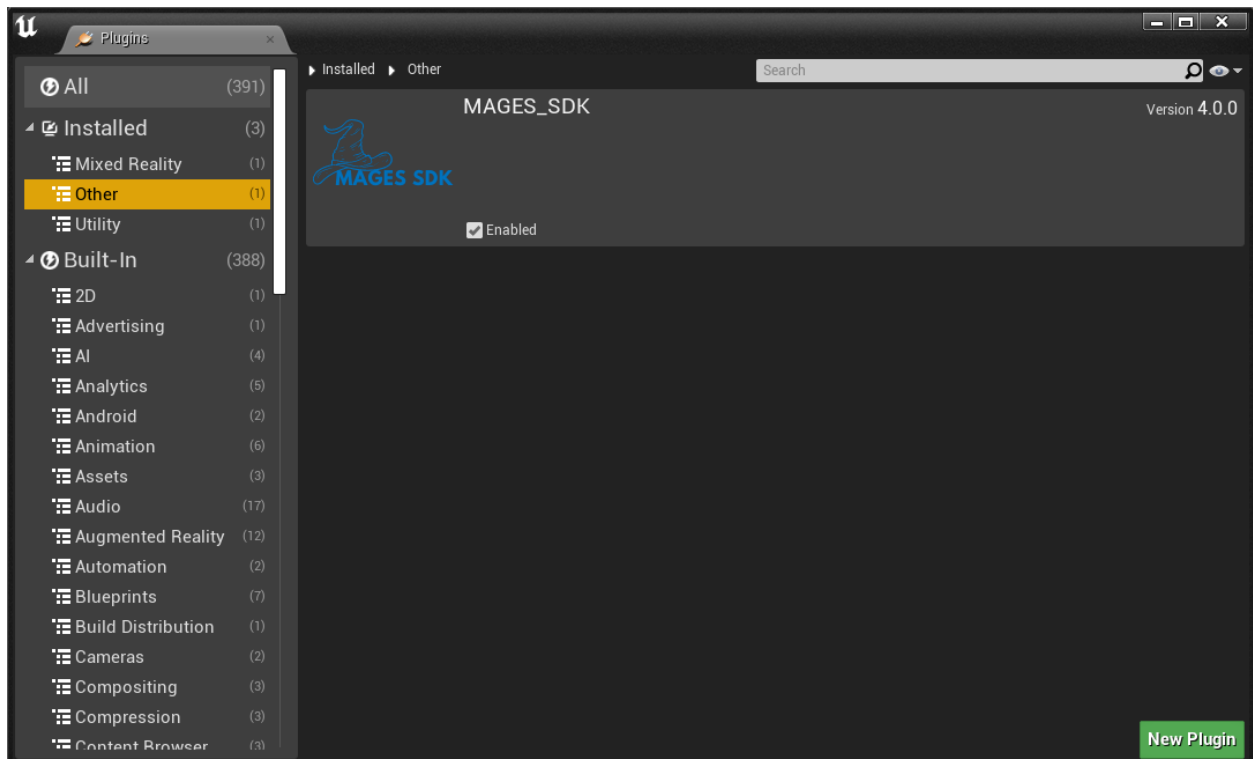 Plugins
All (391)
Installed (3)
Mixed Reality (1)
Other (1)
Utility (1)
Built-In (388)
2D (1)
Advertising (1)
AI (4)
Analytics (5)
Android (2)
Animation (6)
Assets (3)
Audio (17)
Augmented Reality (12)
Automation (2)
Blueprints (7)
Build Distribution (1)
Cameras (2)
Compositing (3)
Compression (3)
Content Browser (3)
Installed Other
Search
MAGES_SDK
Version 4.0.0
MAGES SDK
Enabled
New Plugin